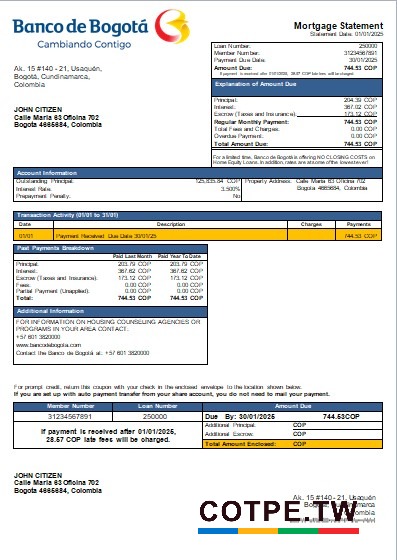 Banco de Bogotá
Cambiando Contigo
Mortgage Statement
Statement Date: 01/01/2025
Loan Number: 250000
Member Number: 31234567891
Payment Due Date: 30/01/2025
Amount Due: 744.53 COP
If payment is received after 01/01/2025, 28.57 COP late fees will be charged.
Ak. 15 #140 - 21, Usaquén,
Bogotá, Cundinamarca,
Colombia
Explanation of Amount Due
Principal: 204.39 COP
Interest:
Escrow (Taxes and Insurance): 173.12 COP
Regular Monthly Payment: 744.53 COP
Total Fees and Charges: 0.00 COP
Overdue Payment: 0.00 COP
Total Amount Due: 744.53 COP
JOHN CITIZEN
Calle Maria 63 Oficina 702
Bogota 4665684, Colombia
For a limited time, Banco de Bogotá is offering NO CLOSING COSTS on
Home Equity Loans. In addition, rates are at some of the lowest ever!
Account Information
Outstanding Principal: 125,835.84 COP
Interest Rate: 3.500%
Prepayment Penalty: No
Property Address: Calle Maria 63 Oficina 702
Bogota 4665684, Colombia
Transaction Activity (01/01 to 31/01)
Date Description Charges Payments
01/01 Payment Received Due Date 30/01/25 744.53 COP
Past Payments Breakdown
Paid Last Month Paid Year To Date
Principal: 203.79 COP 203.79 COP
Interest: 367.62 COP 367.62 COP
Escrow (Taxes and Insurance): 173.12 COP 173.12 COP
Fees: 0.00 COP 0.00 COP
Partial Payment (Unapplied): 0.00 COP 0.00 COP
Total: 744.53 COP 744.53 COP
Additional Information
FOR INFORMATION ON HOUSING COUNSELING AGENCIES OR
PROGRAMS IN YOUR AREA CONTACT:
+57 601 3820000
www.bancodebogota.com
Contact the Banco de Bogotá at: +57 601 3820000
For prompt credit, return this coupon with your check in the enclosed envelope to the location shown below.
If you are set up with auto payment transfer from your share account, you do not need to mail your payment.
Member Number Loan Number Amount Due
31234567891 250000 Due By: 30/01/2025 744.53COP
If payment is received after 01/01/2025,
28.57 COP late fees will be charged.
Additional Principal: COP
Additional Escrow: COP
Total Amount Enclosed: COP
JOHN CITIZEN
Calle Maria 63 Oficina 702
Bogota 4665684, Colombia
Ak. 15 #140 - 21, Usaquén
COTPE.TW